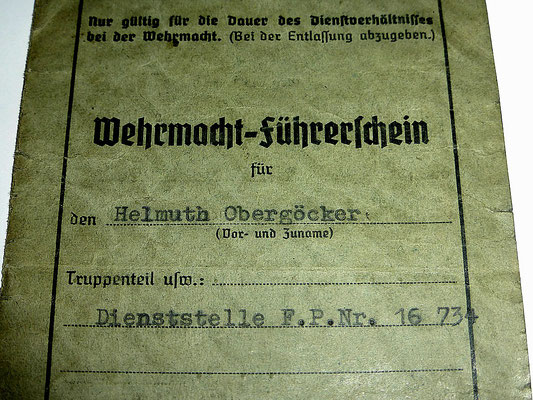 Nur gültig für die Dauer des Dienstverhältnisses
bei der Wehrmacht. (Bei der Entlassung abzugeben.)
Wehrmacht-Führerschein
für
den Helmuth Obergöcker
(Vor- und Zuname)
Truppenteil usw.:
Dienststelle F.P.Nr. 16 734